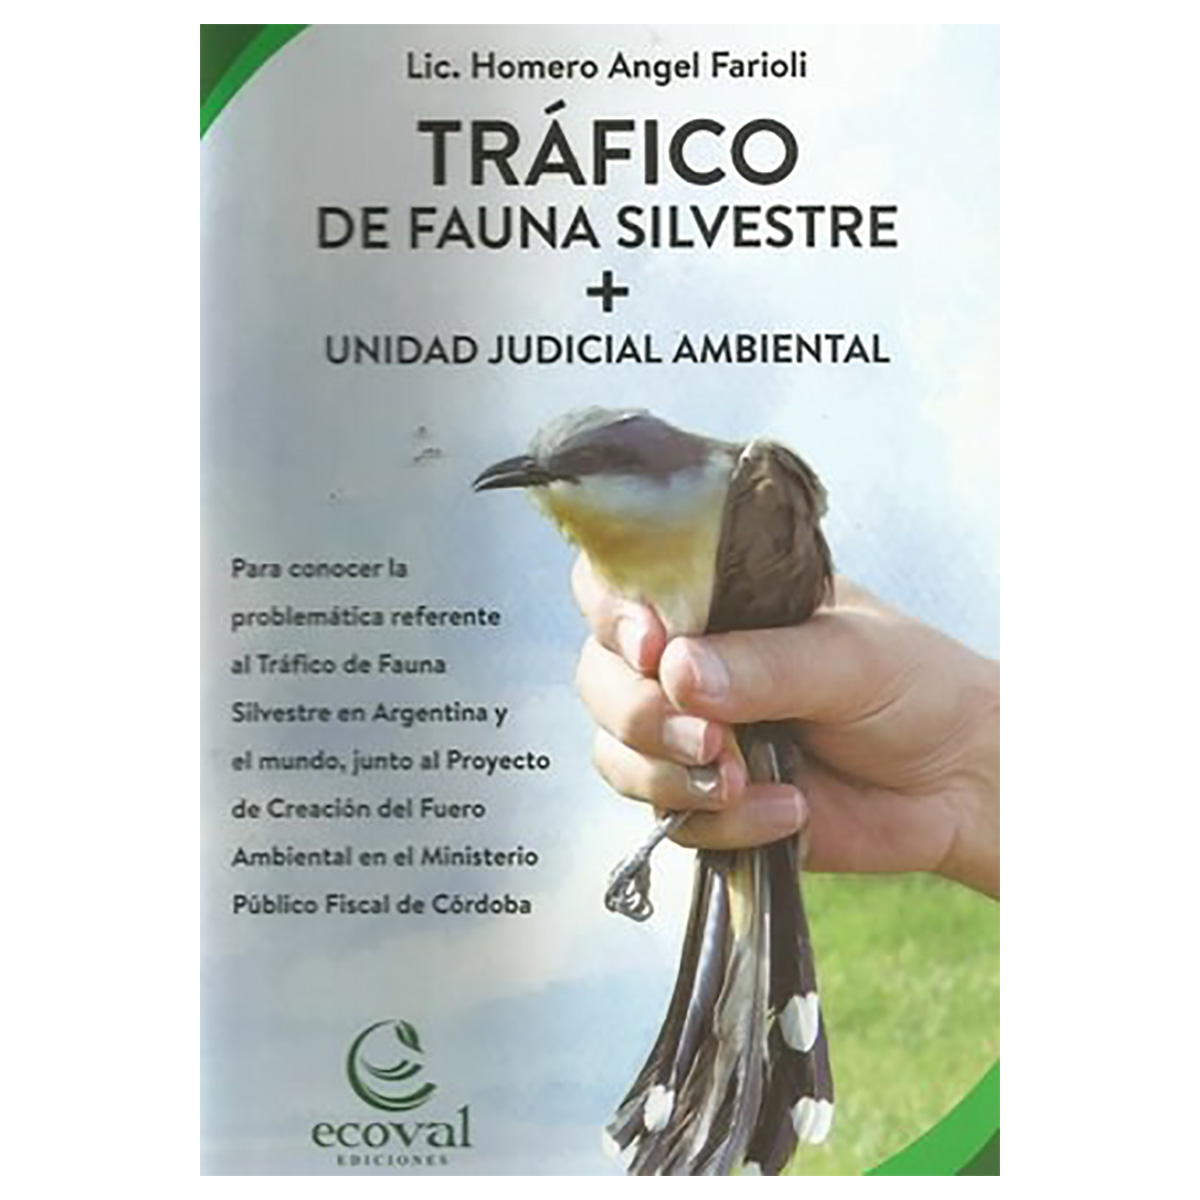 Lic. Homero Angel Farioli
TRÁFICO
DE FAUNA SILVESTRE
+
UNIDAD JUDICIAL AMBIENTAL
Para conocer la
problemática referente
al Tráfico de Fauna
Silvestre en Argentina y
el mundo, junto al Proyecto
de Creación del Fuero
Ambiental en el Ministerio
Público Fiscal de Córdoba
ecoval
EDICIONES